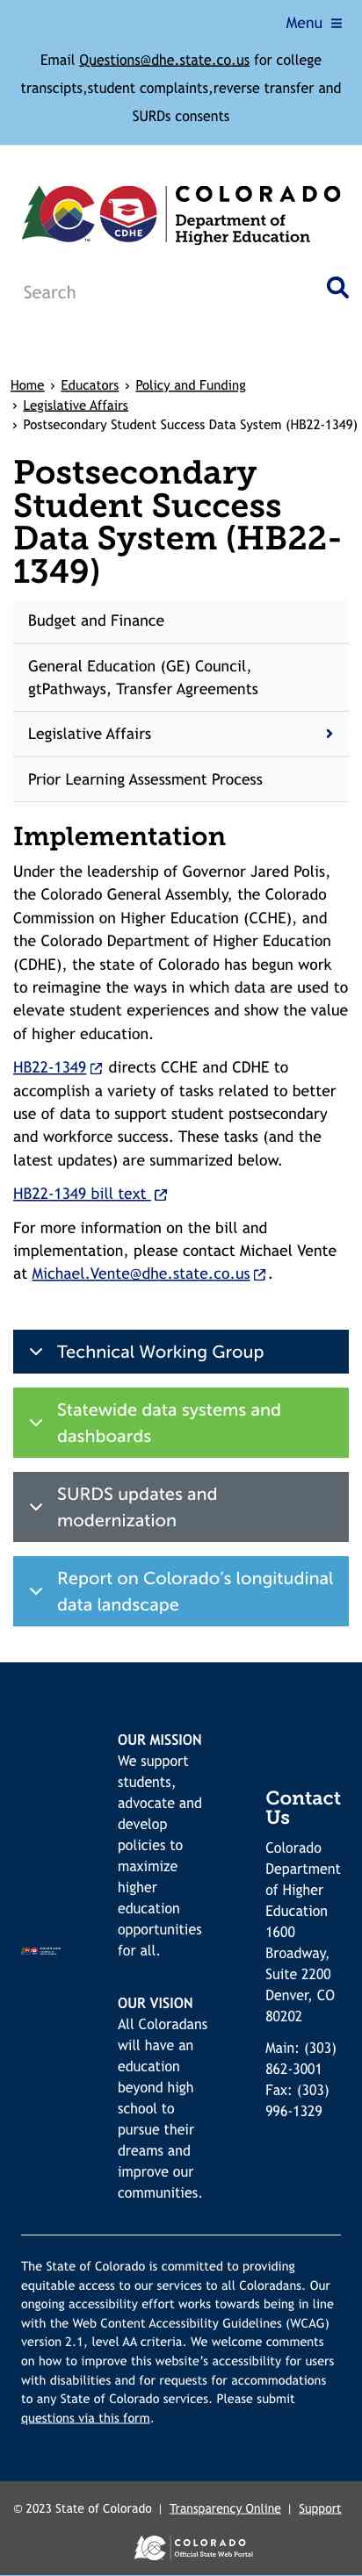 Menu
Email Questions@dhe.state.co.us for college
transcipts,student complaints,reverse transfer and
SURDs consents
COLORADO
Department of
Higher Education
CDHE
TM
Search
Home › Educators › Policy and Funding
› Legislative Affairs
› Postsecondary Student Success Data System (HB22-1349)
Postsecondary
Student Success
Data System (HB22-
1349)
Budget and Finance
General Education (GE) Council,
gtPathways, Transfer Agreements
Legislative Affairs
Prior Learning Assessment Process
Implementation
Under the leadership of Governor Jared Polis,
the Colorado General Assembly, the Colorado
Commission on Higher Education (CCHE), and
the Colorado Department of Higher Education
(CDHE), the state of Colorado has begun work
to reimagine the ways in which data are used to
elevate student experiences and show the value
of higher education.
HB22-1349 directs CCHE and CDHE to
accomplish a variety of tasks related to better
use of data to support student postsecondary
and workforce success. These tasks (and the
latest updates) are summarized below.
HB22-1349 bill text
For more information on the bill and
implementation, please contact Michael Vente
at Michael.Vente@dhe.state.co.us.
Technical Working Group
Statewide data systems and
dashboards
SURDS updates and
modernization
Report on Colorado's longitudinal
data landscape
OUR MISSION
We support
students,
advocate and
develop
policies to
maximize
higher
education
opportunities
for all.
OUR VISION
All Coloradans
will have an
education
beyond high
school to
pursue their
dreams and
improve our
communities.
Contact
Us
Colorado
Department
of Higher
Education
1600
Broadway,
Suite 2200
Denver, CO
80202
Main: (303)
862-3001
Fax: (303)
996-1329
The State of Colorado is committed to providing
equitable access to our services to all Coloradans. Our
ongoing accessibility effort works towards being in line
with the Web Content Accessibility Guidelines (WCAG)
version 2.1, level AA criteria. We welcome comments
on how to improve this website's accessibility for users
with disabilities and for requests for accommodations
to any State of Colorado services. Please submit
questions via this form.
© 2023 State of Colorado | Transparency Online | Support
COLORADO
Official State Web Portal